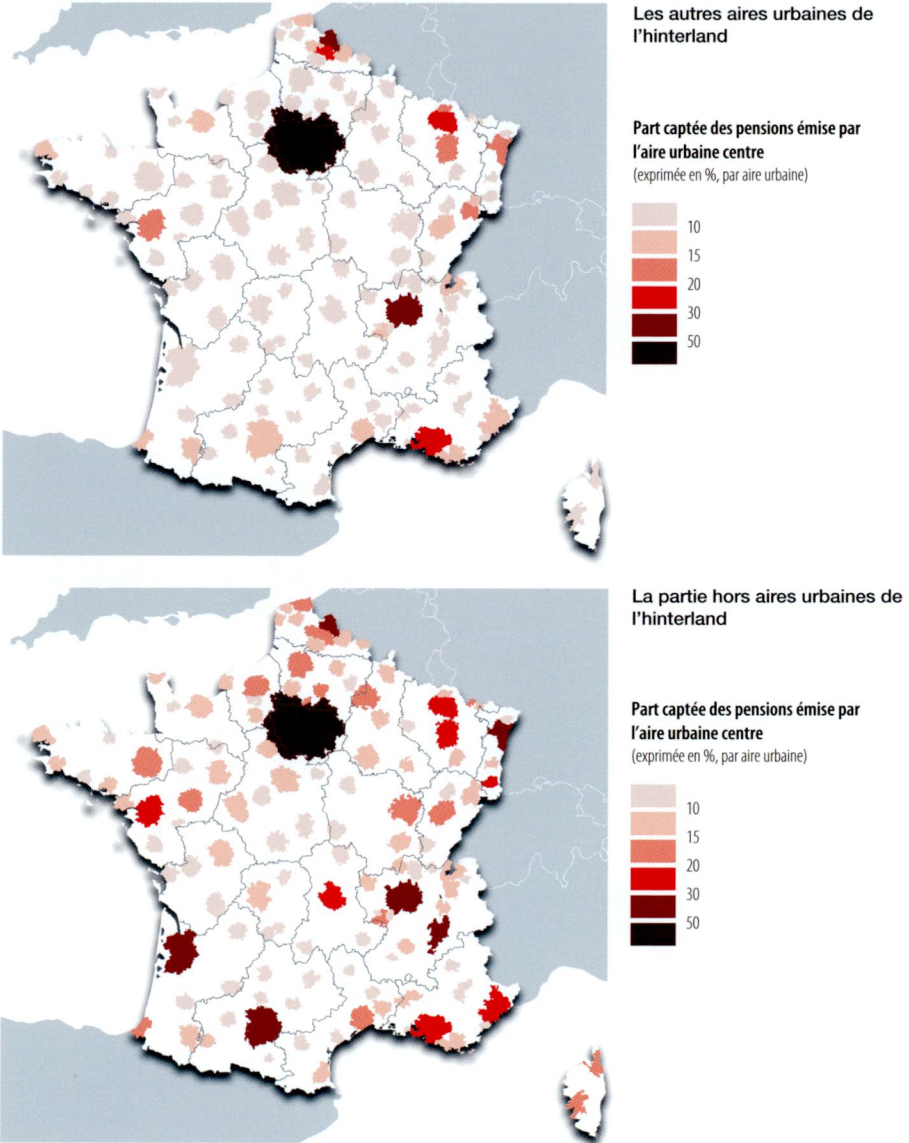 Les autres aires urbaines de
l'hinterland
Part captée des pensions émise par
l'aire urbaine centre
(exprimée en %, par aire urbaine)
10
15
20
30
50
La partie hors aires urbaines de
l'hinterland
Part captée des pensions émise par
l'aire urbaine centre
(exprimée en %, par aire urbaine)
10
15
20
30
50